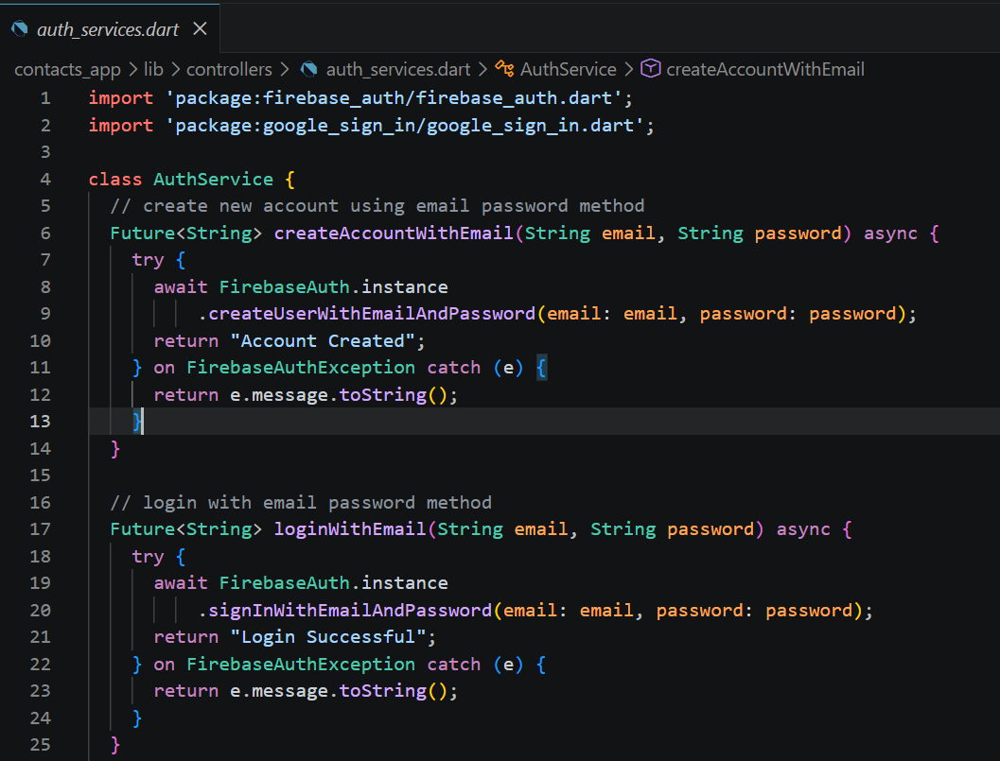 auth_services.dart
contacts_app > lib > controllers > auth_services.dart > AuthService > createAccountWithEmail
1 import 'package:firebase_auth/firebase_auth.dart';
2 import 'package:google_sign_in/google_sign_in.dart';
3
4 class AuthService {
5   // create new account using email password method
6   Future<String> createAccountWithEmail(String email, String password) async {
7     try {
8       await FirebaseAuth.instance
9           .createUserWithEmailAndPassword(email: email, password: password);
10       return "Account Created";
11     } on FirebaseAuthException catch (e) {
12       return e.message.toString();
13     }
14   }
15
16   // login with email password method
17   Future<String> loginWithEmail(String email, String password) async {
18     try {
19       await FirebaseAuth.instance
20           .signInWithEmailAndPassword(email: email, password: password);
21       return "Login Successful";
22     } on FirebaseAuthException catch (e) {
23       return e.message.toString();
24     }
25   }